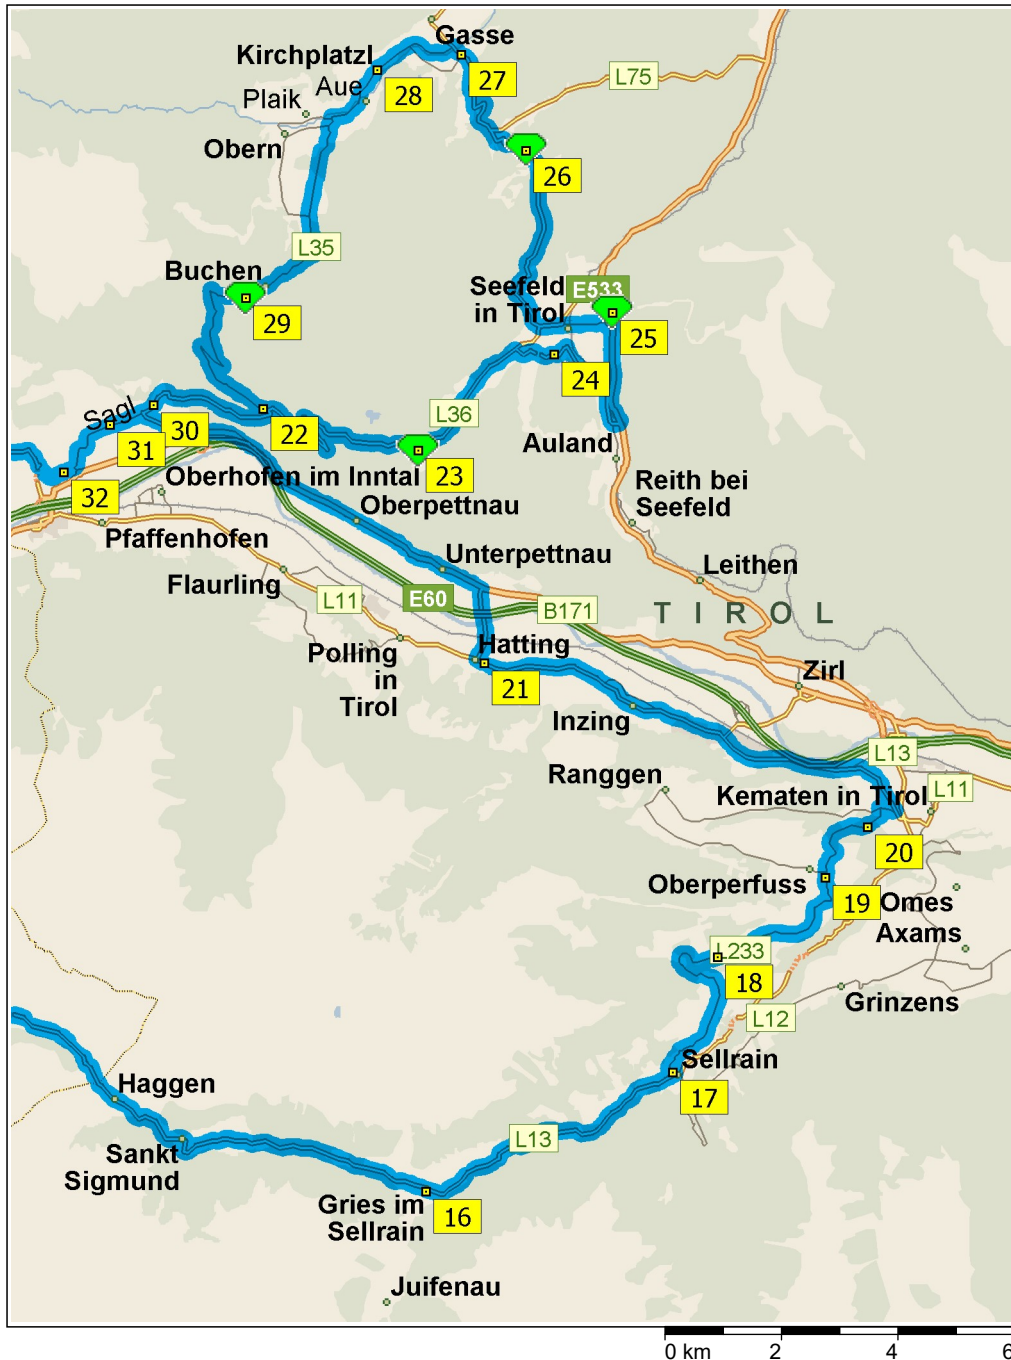 Gasse
Kirchplatzl
27
L75
Aue
28
Plaik
Obern
26
L35
Buchen
Seefeld
in Tirol
E533
29
25
24
Sagl
30
22
L36
31
23
Auland
32
Oberhofen im Inntal
Oberpettnau
Reith bei
Seefeld
Pfaffenhofen
Unterpettnau
Leithen
Flaurling
L11
E60
B171
TIROL
Hatting
Polling
in
Tirol
21
Zirl
Inzing
L13
Ranggen
Kematen in Tirol
L11
20
Oberperfuss
19
Omes
Axams
L233
18
Grinzens
L12
Sellrain
17
Haggen
L13
Sankt
Sigmund
Gries im
Sellrain
16
Juifenau
0 km
2
4
6